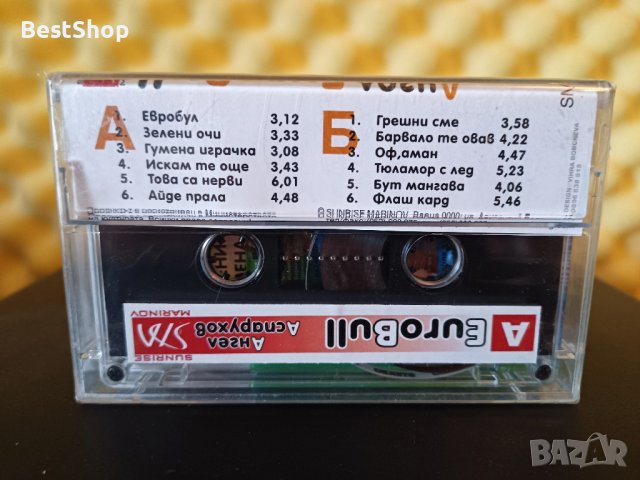 BestShop
А
1. Евробул 3,12
2. Зелени очи 3,33
3. Гумена играчка 3,08
4. Искам те още 3,43
5. Това са нерви 6,01
6. Айде прала 4,48
Б
1. Грешни сме 3,58
2. Барвало те овав 4,22
3. Оф,аман 4,47
4. Тюламор с лед 5,23
5. Бут мангава 4,06
6. Флаш кард 5,46
A EuroBull
Ангел
Аспарухов
SM
SUNRISE
MARINOV
BAZAR